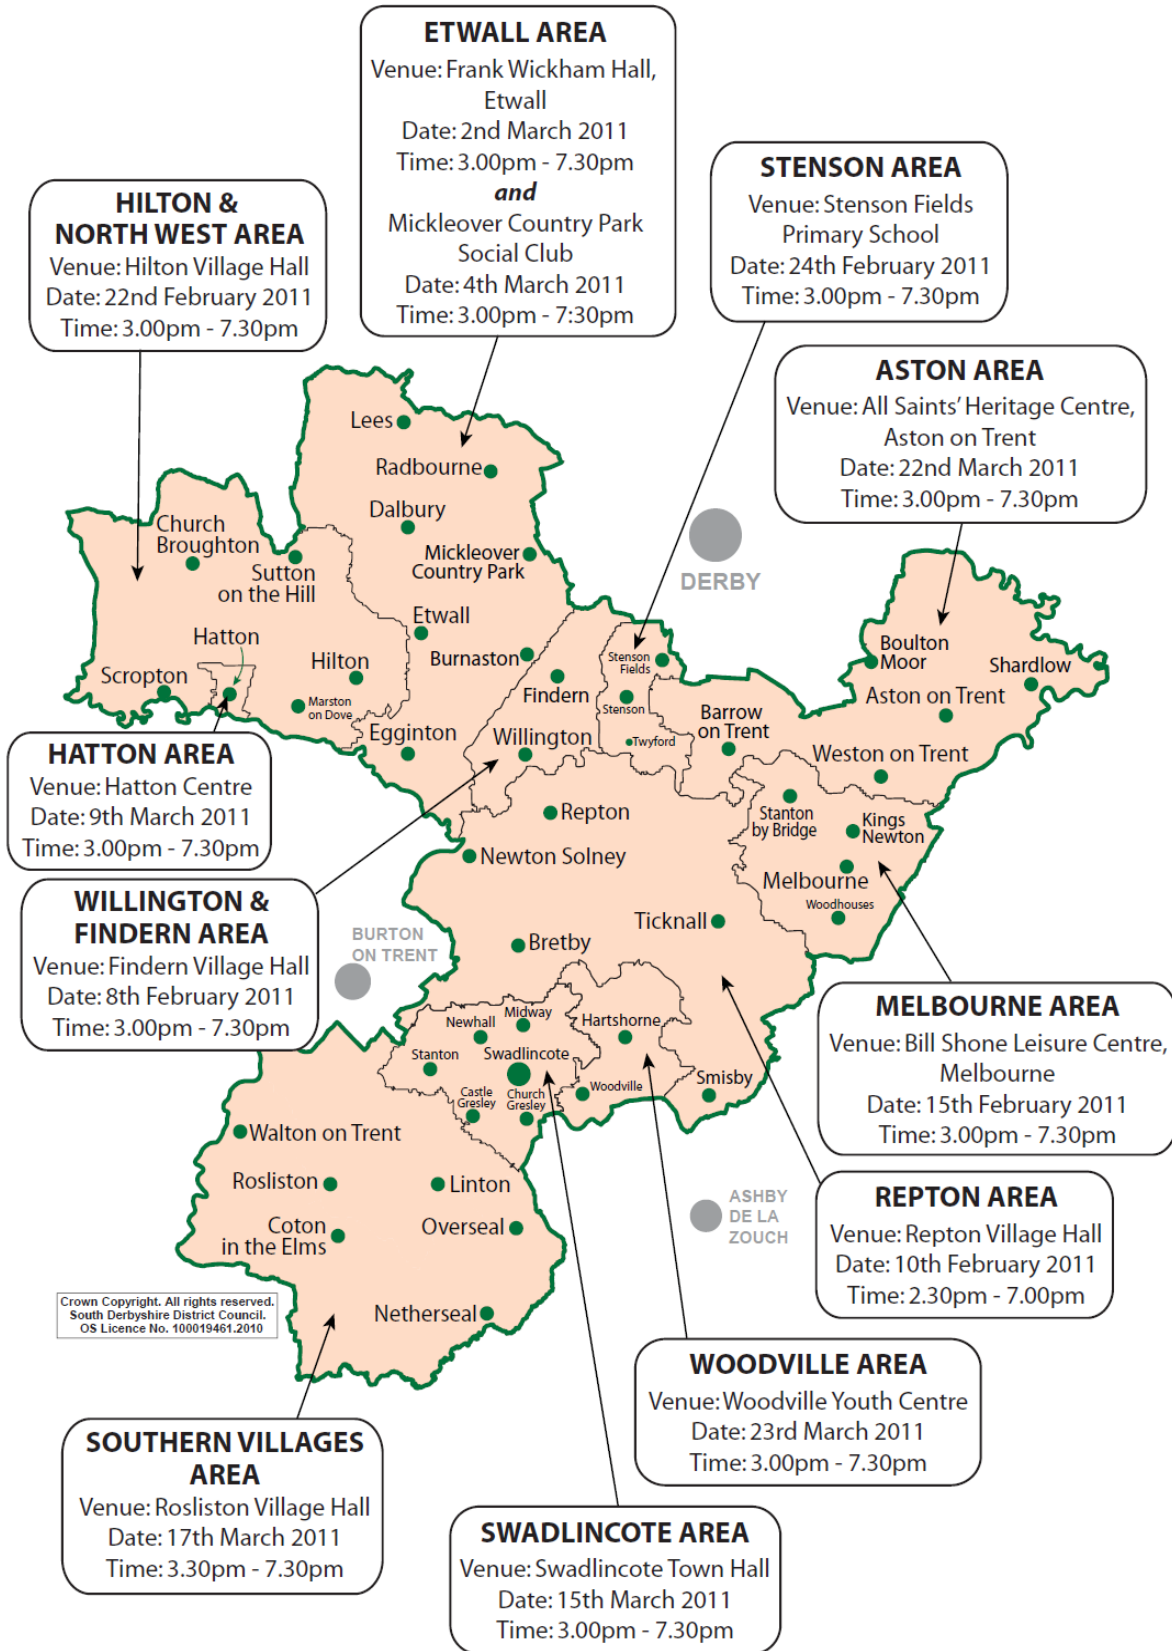 ETWALL AREA
Venue: Frank Wickham Hall,
Etwall
Date: 2nd March 2011
Time: 3.00pm - 7.30pm
and
Mickleover Country Park
Social Club
Date: 4th March 2011
Time: 3.00pm - 7:30pm
STENSON AREA
Venue: Stenson Fields
Primary School
Date: 24th February 2011
Time: 3.00pm - 7.30pm
HILTON &
NORTH WEST AREA
Venue: Hilton Village Hall
Date: 22nd February 2011
Time: 3.00pm - 7.30pm
ASTON AREA
Venue: All Saints' Heritage Centre,
Aston on Trent
Date: 22nd March 2011
Time: 3.00pm - 7.30pm
Lees
Radbourne
Dalbury
Church
Broughton
Mickleover
Country Park
Sutton
on the Hill
DERBY
Etwall
Hatton
Burnaston
Hilton
Scropton
Marston
on Dove
Findern
Stenson
Fields
Stenson
Boulton
Moor
Shardlow
Aston on Trent
Egginton
Willington
Twyford
Barrow
on Trent
Weston on Trent
HATTON AREA
Venue: Hatton Centre
Date: 9th March 2011
Time: 3.00pm - 7.30pm
Repton
Stanton
by Bridge
Kings
Newton
Newton Solney
Melbourne
Woodhouses
WILLINGTON &
FINDERN AREA
Venue: Findern Village Hall
Date: 8th February 2011
Time: 3.00pm - 7.30pm
BURTON
ON TRENT
Ticknall
Bretby
MELBOURNE AREA
Venue: Bill Shone Leisure Centre,
Melbourne
Date: 15th February 2011
Time: 3.00pm - 7.30pm
Midway
Newhall
Hartshorne
Stanton
Swadlincote
Castle
Gresley
Church
Gresley
Woodville
Smisby
Walton on Trent
Rosliston
Linton
Coton
in the Elms
Overseal
ASHBY
DE LA
ZOUCH
REPTON AREA
Venue: Repton Village Hall
Date: 10th February 2011
Time: 2.30pm - 7.00pm
Netherseal
Crown Copyright. All rights reserved.
South Derbyshire District Council.
OS Licence No. 100019461.2010
WOODVILLE AREA
Venue: Woodville Youth Centre
Date: 23rd March 2011
Time: 3.00pm - 7.30pm
SOUTHERN VILLAGES
AREA
Venue: Rosliston Village Hall
Date: 17th March 2011
Time: 3.30pm - 7.30pm
SWADLINCOTE AREA
Venue: Swadlincote Town Hall
Date: 15th March 2011
Time: 3.00pm - 7.30pm